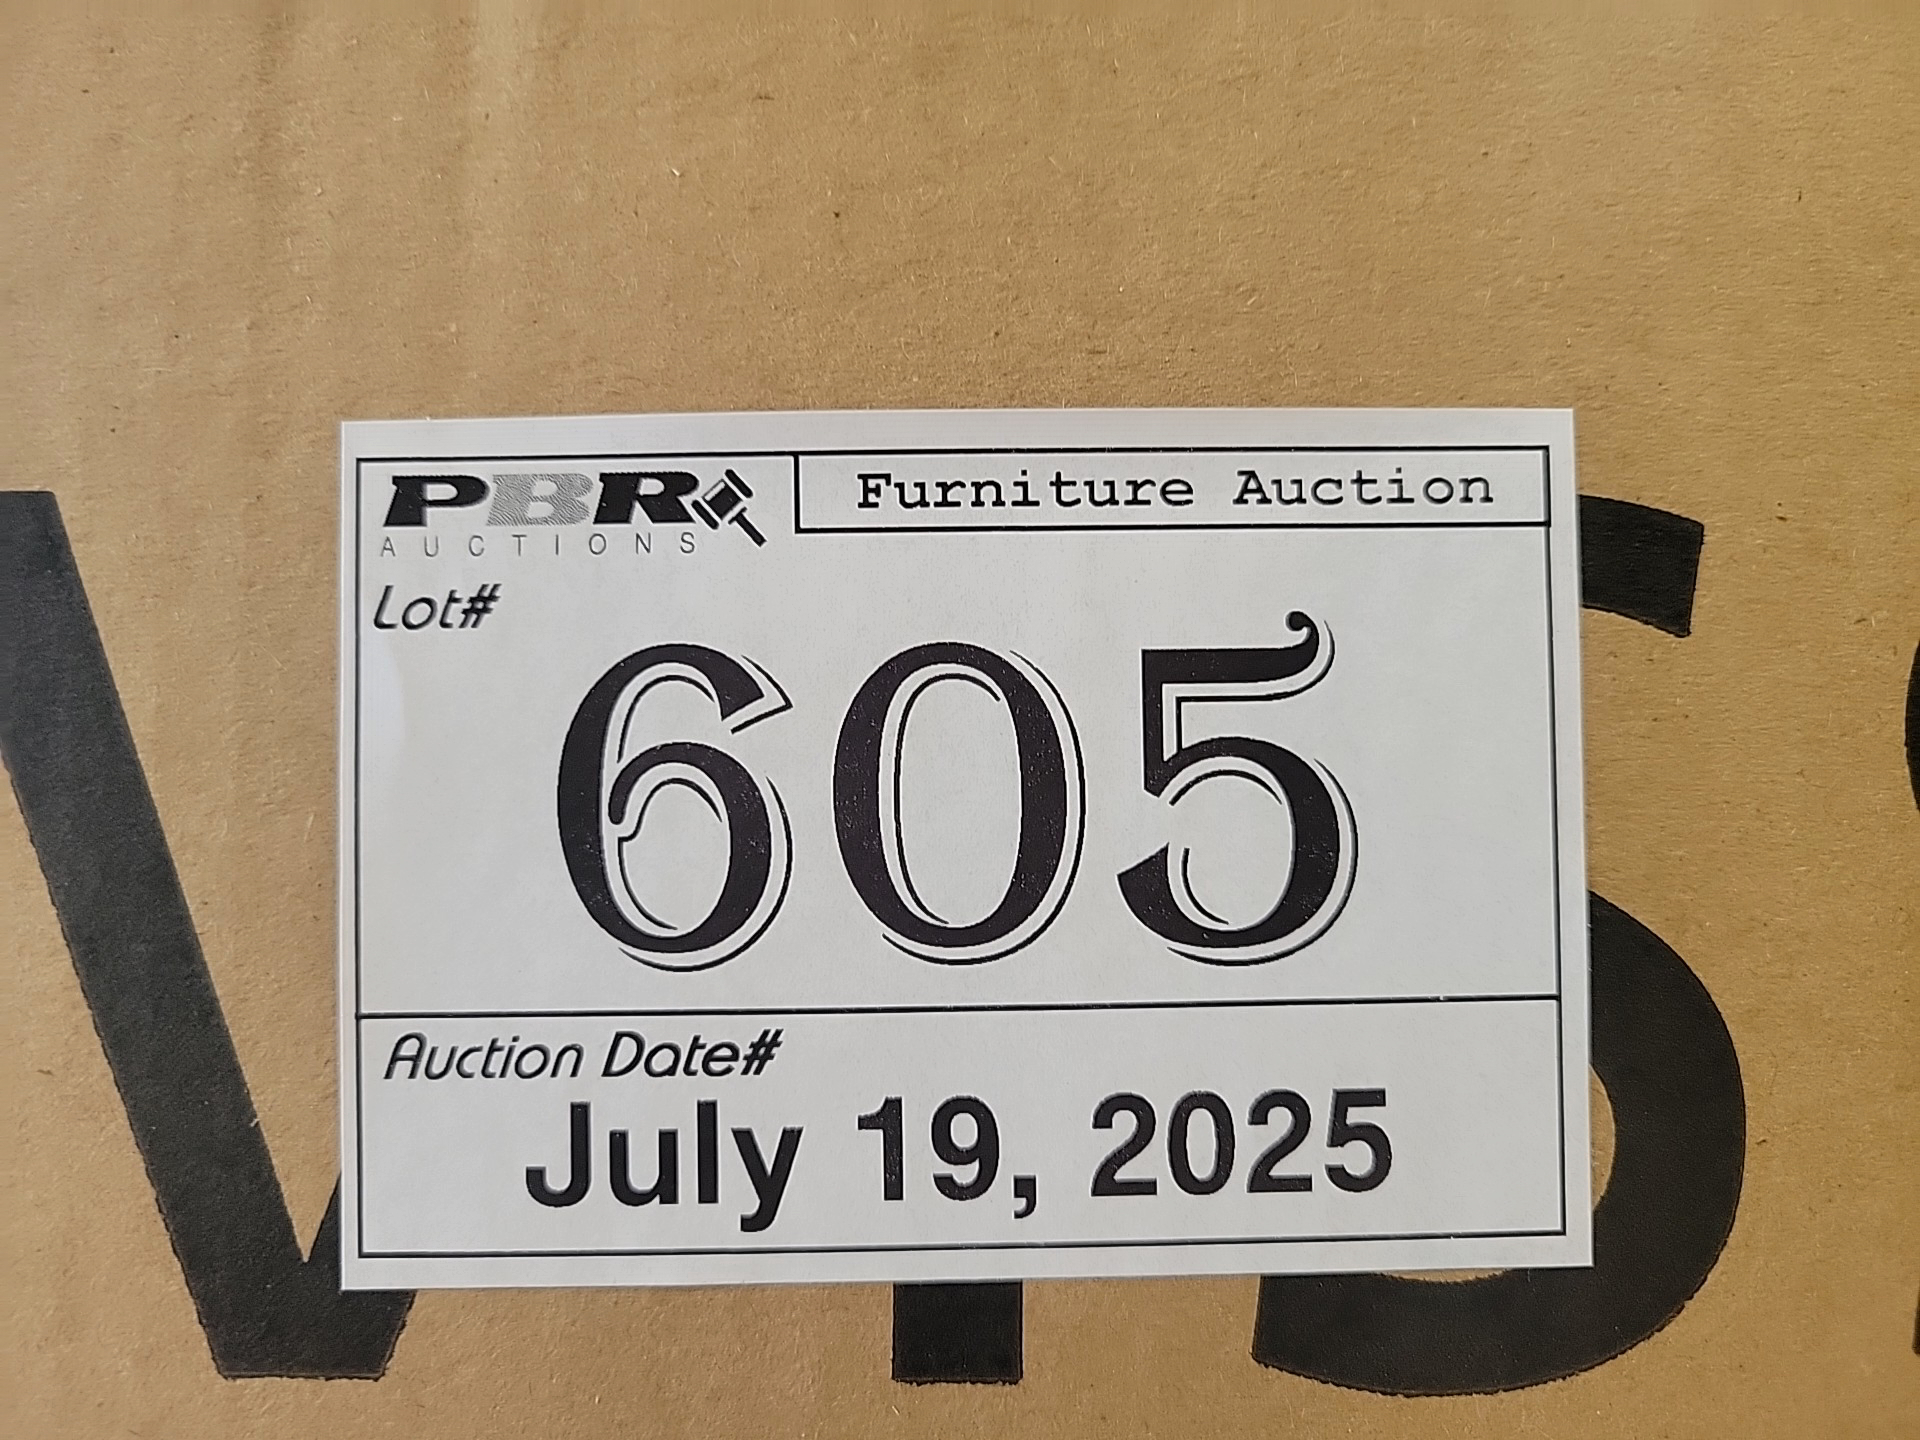 PBR
AUCTIONS
Furniture Auction
Lot#
605
Auction Date#
July 19, 2025